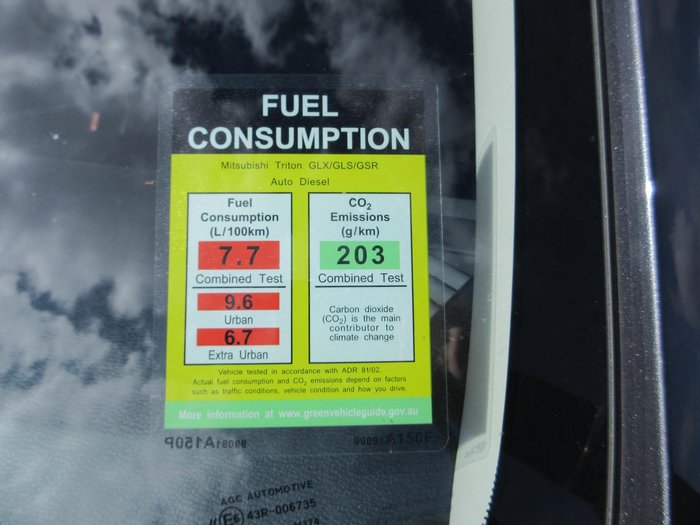 FUEL
CONSUMPTION
Mitsubishi Triton GLX/GLS/GSR
Auto Diesel
Fuel
Consumption
(L/100km)
7.7
Combined Test
9.6
Urban
6.7
Extra Urban
CO₂
Emissions
(g/km)
203
Combined Test
Carbon dioxide
(CO₂) is the main
contributor to
climate change
Vehicle tested in accordance with ADR 81/02.
Actual fuel consumption and CO₂ emissions depend on factors
such as traffic conditions, vehicle condition and how you drive.
More information at www.greenvehicleguide.gov.au
99091A150P
AGC AUTOMOTIVE
E6 43R-006735